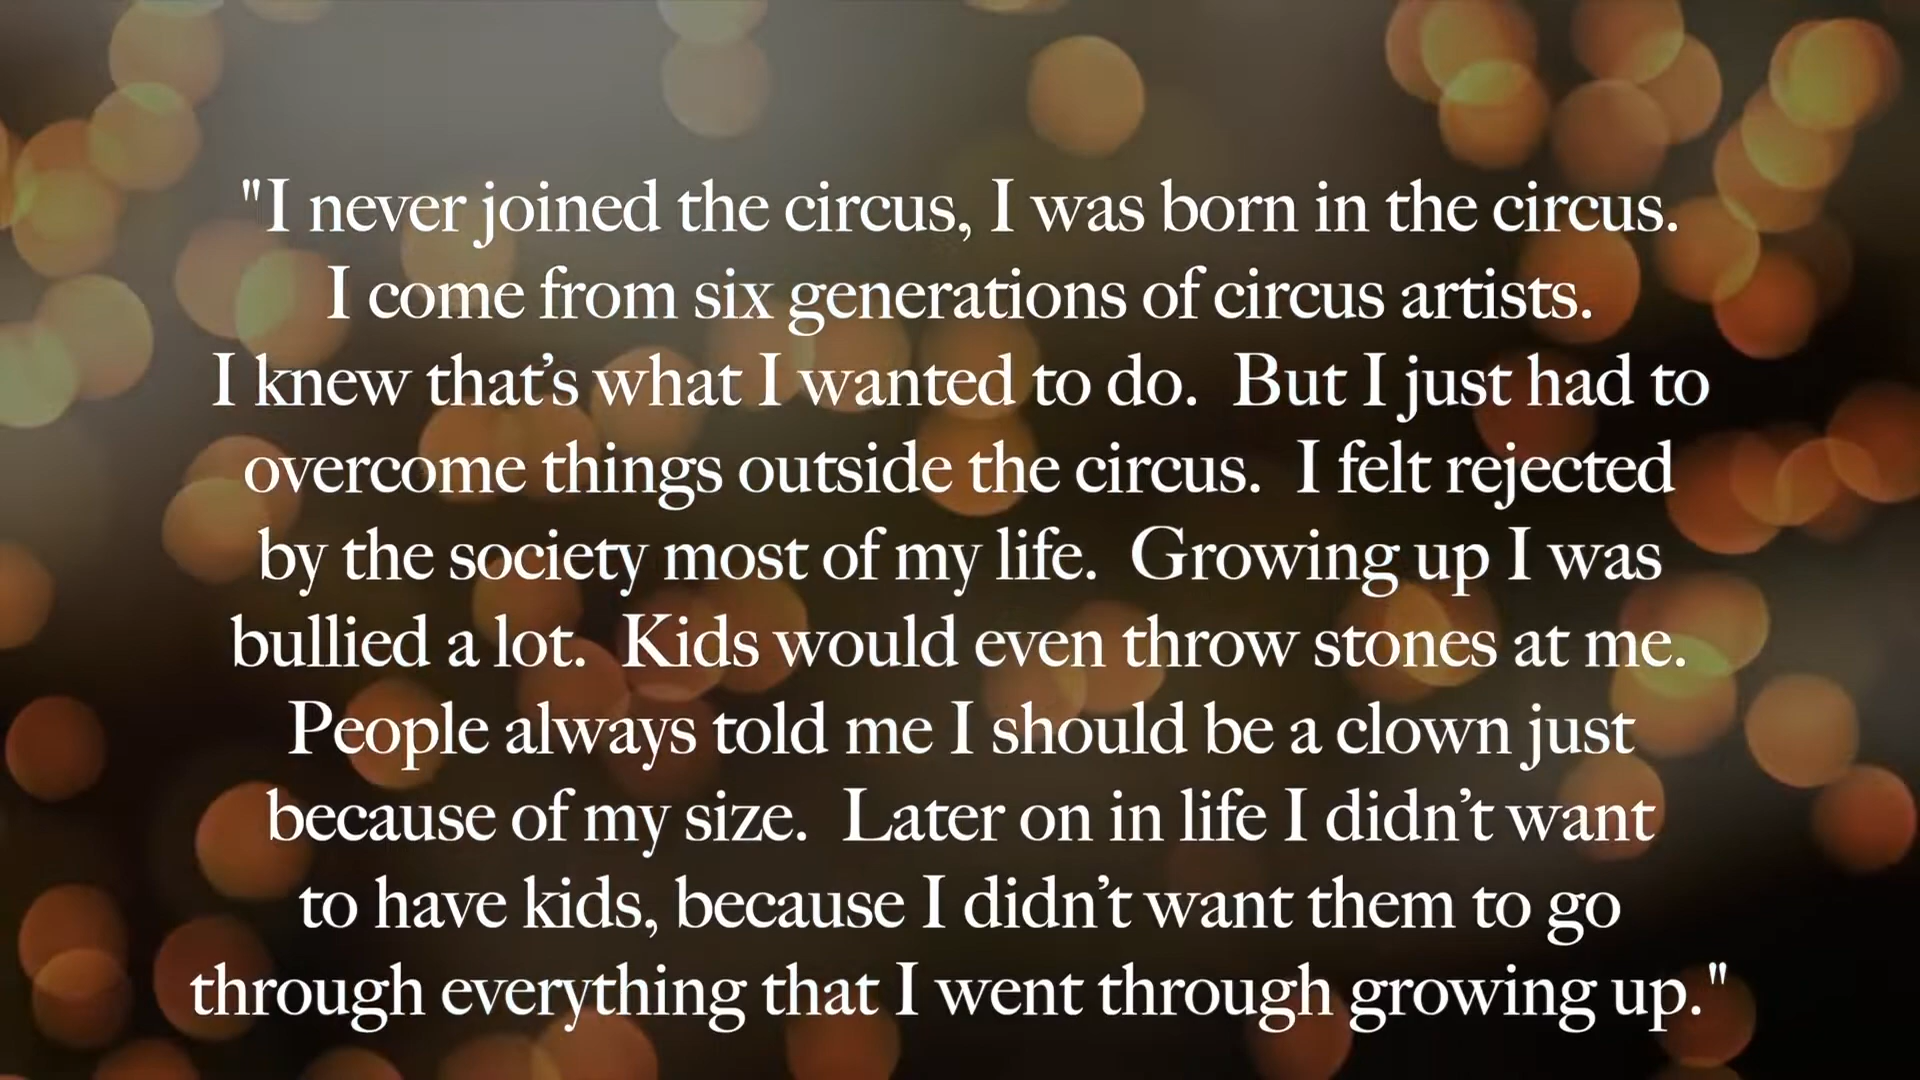 "I never joined the circus, I was born in the circus.
I come from six generations of circus artists.
I knew that’s what I wanted to do.  But I just had to
overcome things outside the circus.  I felt rejected
by the society most of my life.  Growing up I was
bullied a lot.  Kids would even throw stones at me.
People always told me I should be a clown just
because of my size.  Later on in life I didn’t want
to have kids, because I didn’t want them to go
through everything that I went through growing up."